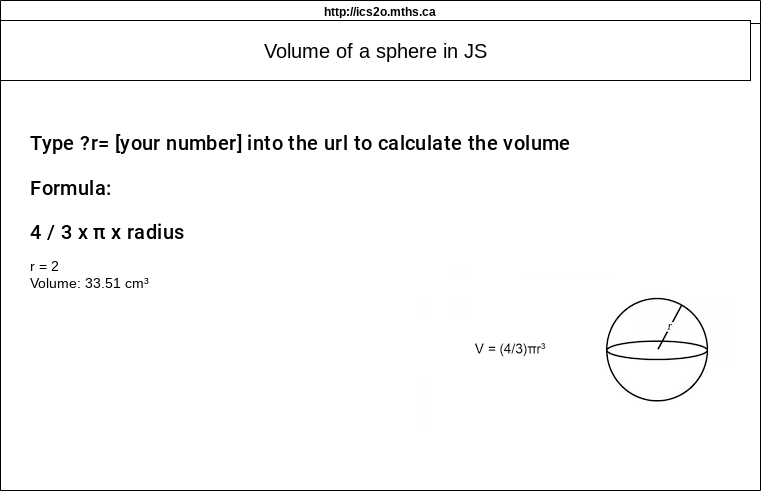 http://ics2o.mths.ca
Volume of a sphere in JS
Type ?r= [your number] into the url to calculate the volume
Formula:
4 / 3 x π x radius
r = 2
Volume: 33.51 cm³
r
V = (4/3)πr³